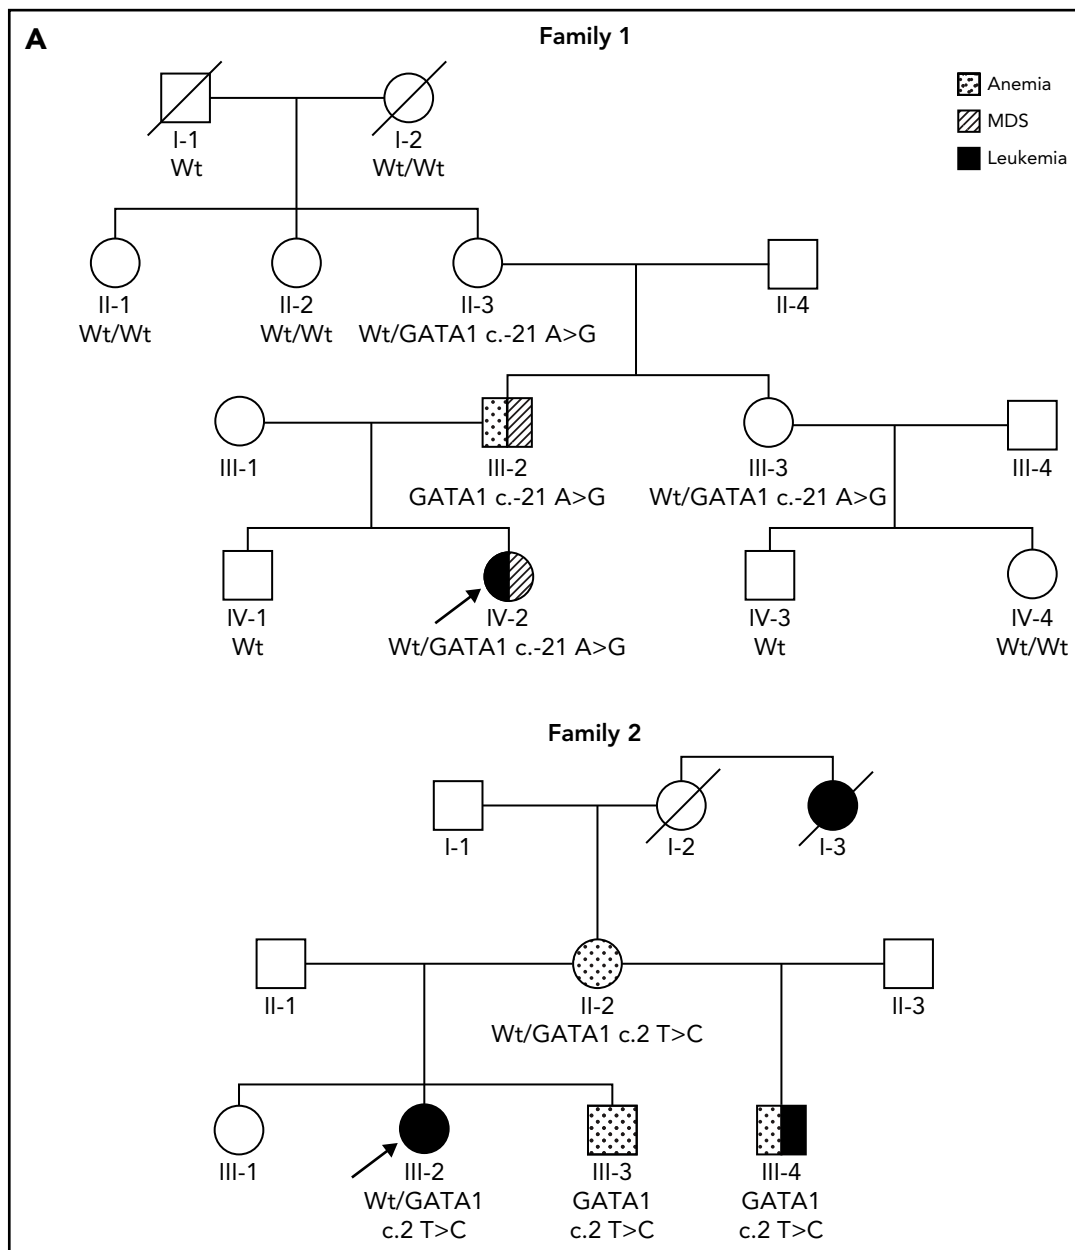 A
Family 1
Anemia
MDS
Leukemia
I-1
Wt
I-2
Wt/Wt
II-1
Wt/Wt
II-2
Wt/Wt
II-3
Wt/GATA1 c.-21 A>G
II-4
III-1
III-2
GATA1 c.-21 A>G
III-3
Wt/GATA1 c.-21 A>G
III-4
IV-1
Wt
IV-2
Wt/GATA1 c.-21 A>G
IV-3
Wt
IV-4
Wt/Wt
Family 2
I-1
I-2
I-3
II-1
II-2
Wt/GATA1 c.2 T>C
II-3
III-1
III-2
Wt/GATA1
c.2 T>C
III-3
GATA1
c.2 T>C
III-4
GATA1
c.2 T>C